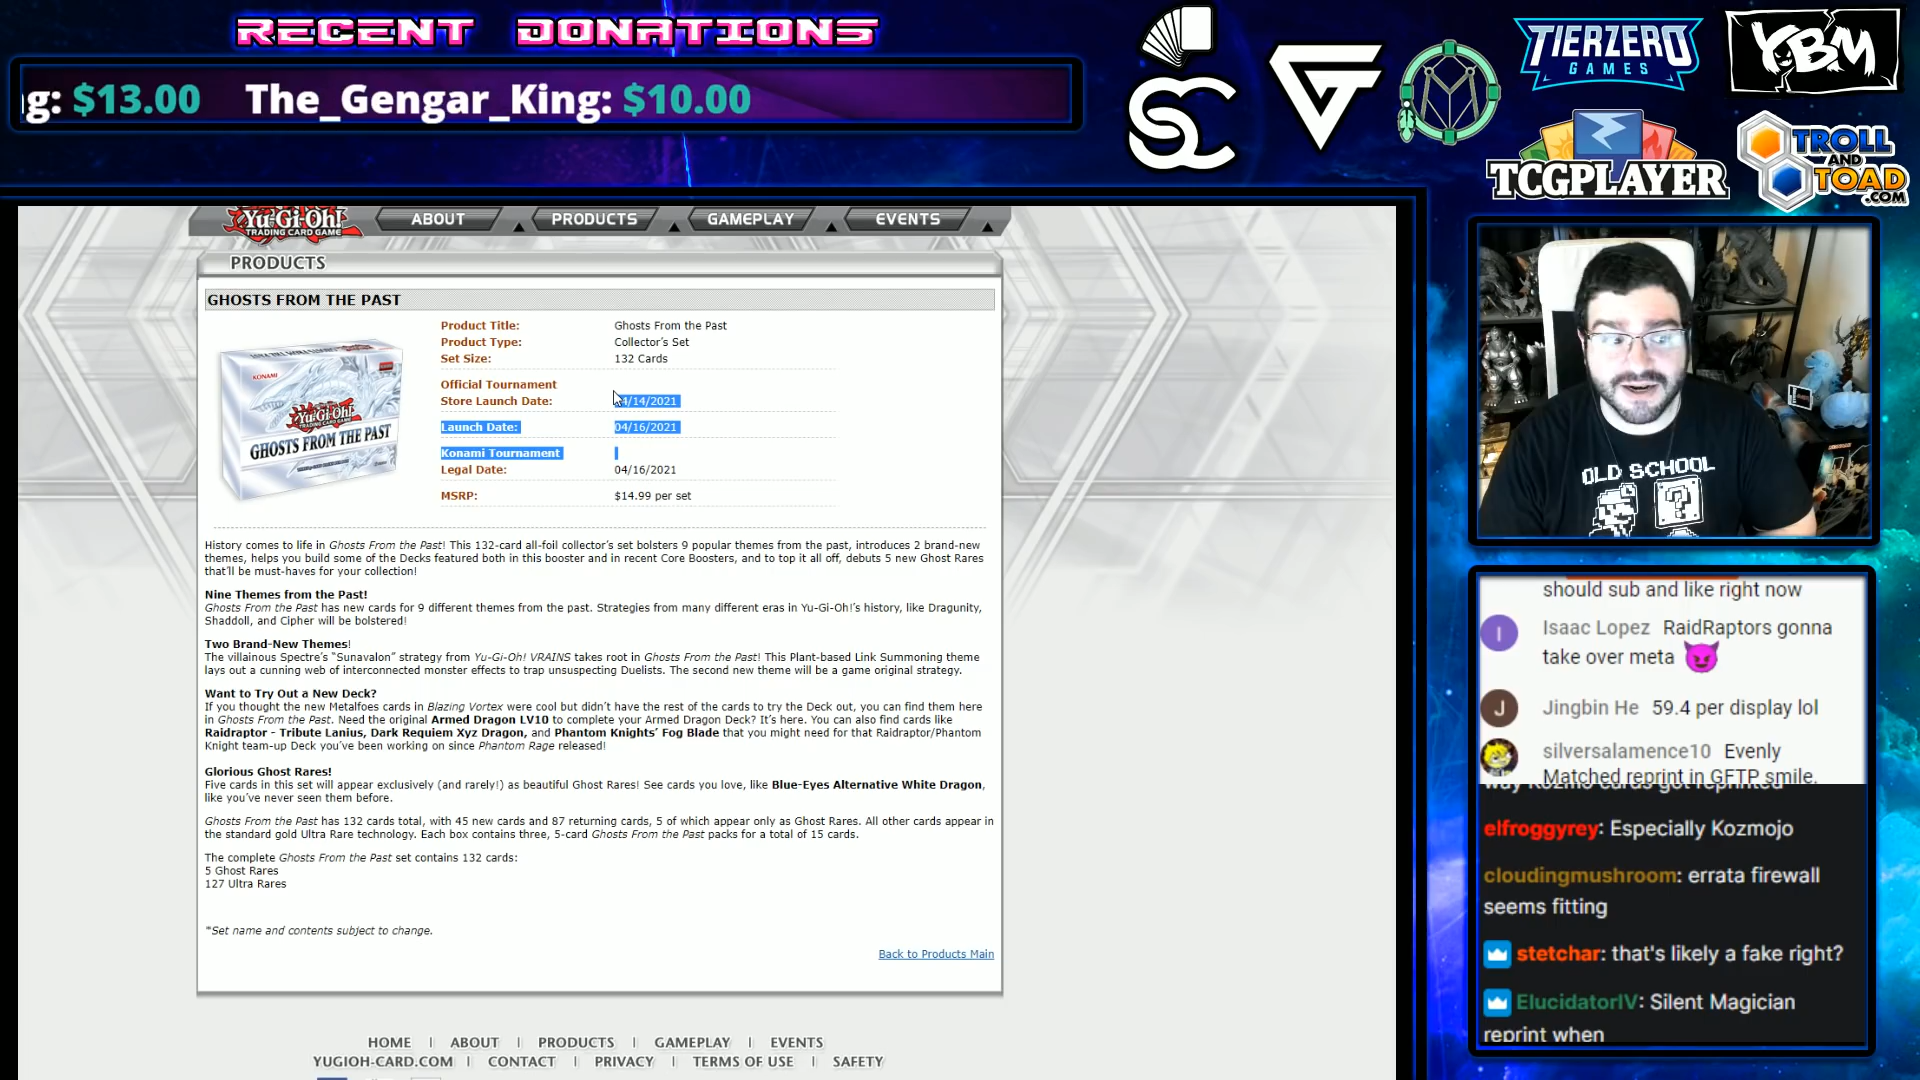 RECENT DONATIONS
g: $13.00 The_Gengar_King: $10.00
SC
TIERZERO
GAMES
YBM
TCGPLAYER
TROLL
AND
TOAD
.COM
Yu-Gi-Oh!
TRADING CARD GAME
ABOUT PRODUCTS GAMEPLAY EVENTS
PRODUCTS
GHOSTS FROM THE PAST
KONAMI
Yu-Gi-Oh!
GHOSTS FROM THE PAST
Product Title: Ghosts From the Past
Product Type: Collector's Set
Set Size: 132 Cards
Official Tournament
Store Launch Date: 04/14/2021
Launch Date: 04/16/2021
Konami Tournament
Legal Date: 04/16/2021
MSRP: $14.99 per set
History comes to life in Ghosts From the Past! This 132-card all-foil collector's set bolsters 9 popular themes from the past, introduces 2 brand-new
themes, helps you build some of the Decks featured both in this booster and in recent Core Boosters, and to top it all off, debuts 5 new Ghost Rares
that'll be must-haves for your collection!
Nine Themes from the Past!
Ghosts From the Past has new cards for 9 different themes from the past. Strategies from many different eras in Yu-Gi-Oh!'s history, like Dragunity,
Shaddoll, and Cipher will be bolstered!
Two Brand-New Themes!
The villainous Spectre's "Sunavalon" strategy from Yu-Gi-Oh! VRAINS takes root in Ghosts From the Past! This Plant-based Link Summoning theme
lays out a cunning web of interconnected monster effects to trap unsuspecting Duelists. The second new theme will be a game original strategy.
Want to Try Out a New Deck?
If you thought the new Metalfoes cards in Blazing Vortex were cool but didn't have the rest of the cards to try the Deck out, you can find them here
in Ghosts From the Past. Need the original Armed Dragon LV10 to complete your Armed Dragon Deck? It's here. You can also find cards like
Raidraptor - Tribute Lanius, Dark Requiem Xyz Dragon, and Phantom Knights' Fog Blade that you might need for that Raidraptor/Phantom
Knight team-up Deck you've been working on since Phantom Rage released!
Glorious Ghost Rares!
Five cards in this set will appear exclusively (and rarely!) as beautiful Ghost Rares! See cards you love, like Blue-Eyes Alternative White Dragon,
like you've never seen them before.
Ghosts From the Past has 132 cards total, with 45 new cards and 87 returning cards, 5 of which appear only as Ghost Rares. All other cards appear in
the standard gold Ultra Rare technology. Each box contains three, 5-card Ghosts From the Past packs for a total of 15 cards.
The complete Ghosts From the Past set contains 132 cards:
5 Ghost Rares
127 Ultra Rares
*Set name and contents subject to change.
Back to Products Main
HOME | ABOUT | PRODUCTS | GAMEPLAY | EVENTS
YUGIOH-CARD.COM | CONTACT | PRIVACY | TERMS OF USE | SAFETY
OLD SCHOOL
?
should sub and like right now
I Isaac Lopez RaidRaptors gonna
take over meta
J Jingbin He 59.4 per display lol
silversalamence10 Evenly
Matched reprint in GFTP smile.
way Kozmo cards got reprinted
elfroggyrey: Especially Kozmojo
cloudingmushroom: errata firewall
seems fitting
stetchar: that's likely a fake right?
ElucidatorIV: Silent Magician
reprint when